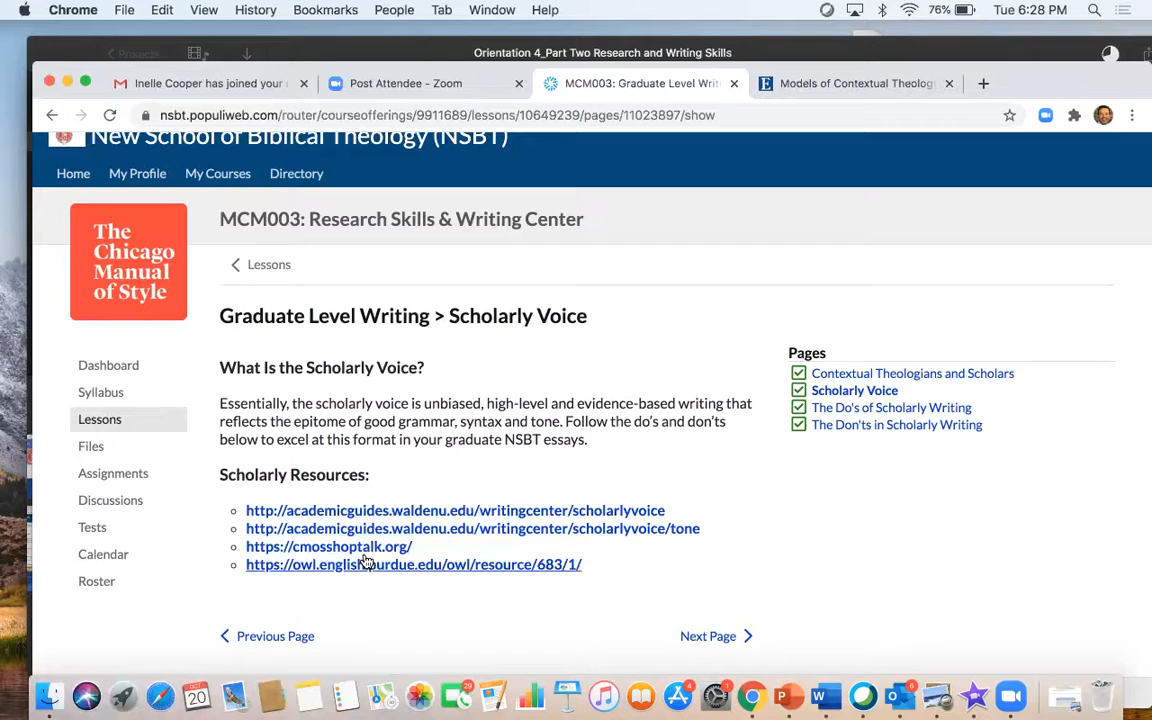 Chrome File Edit View History Bookmarks People Tab Window Help 76% Tue 6:28 PM
Projects
Orientation 4_Part Two Research and Writing Skills
Inelle Cooper has joined your
Post Attendee - Zoom
MCM003: Graduate Level Writ
Models of Contextual Theology
nsbt.populiweb.com/router/courseofferings/9911689/lessons/10649239/pages/11023897/show
New School of Biblical Theology (NSBT)
Home My Profile My Courses Directory
The
Chicago
Manual
of Style
MCM003: Research Skills & Writing Center
Lessons
Graduate Level Writing > Scholarly Voice
Dashboard
Syllabus
Lessons
Files
Assignments
Discussions
Tests
Calendar
Roster
What Is the Scholarly Voice?
Essentially, the scholarly voice is unbiased, high-level and evidence-based writing that
reflects the epitome of good grammar, syntax and tone. Follow the do's and don'ts
below to excel at this format in your graduate NSBT essays.
Scholarly Resources:
http://academicguides.waldenu.edu/writingcenter/scholarlyvoice
http://academicguides.waldenu.edu/writingcenter/scholarlyvoice/tone
https://cmosshoptalk.org/
https://owl.english.purdue.edu/owl/resource/683/1/
Previous Page
Next Page
Pages
Contextual Theologians and Scholars
Scholarly Voice
The Do's of Scholarly Writing
The Don'ts in Scholarly Writing
OCT
20